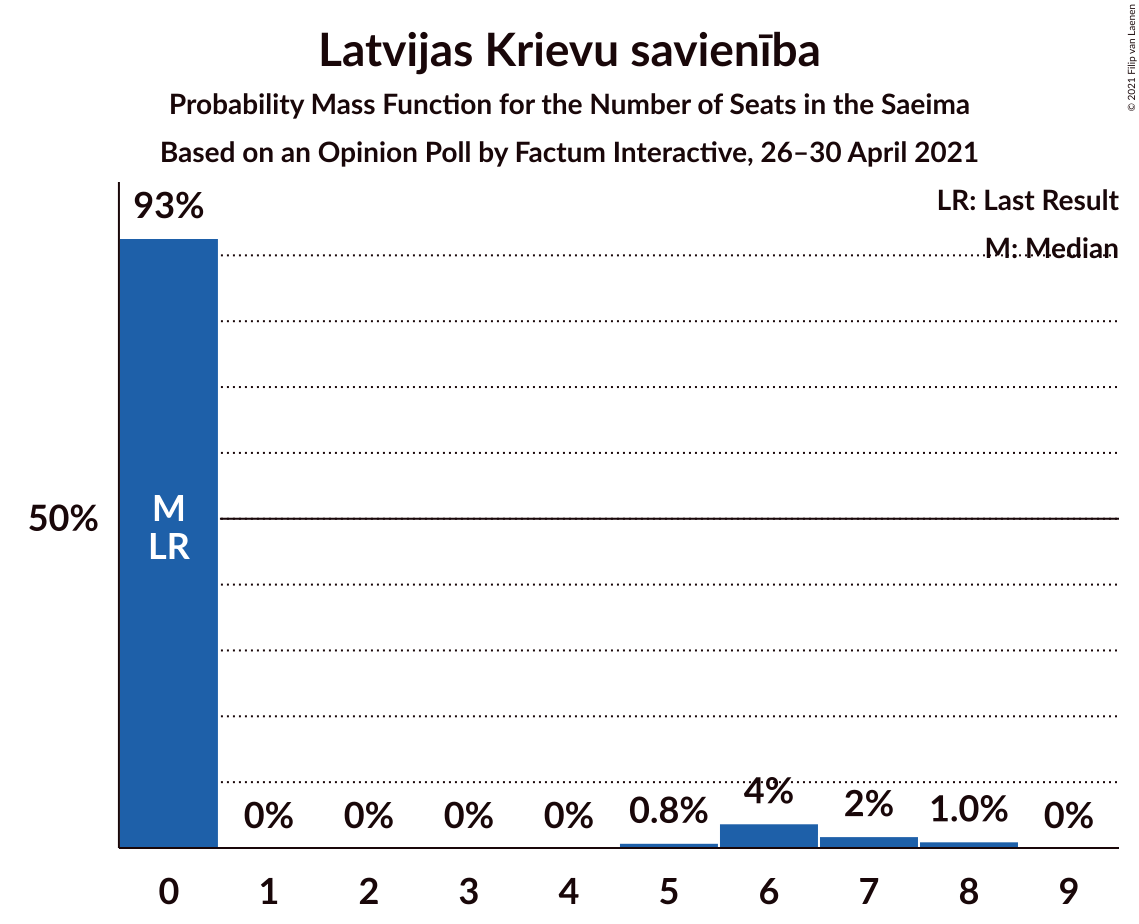 Latvijas Krievu savienība
Probability Mass Function for the Number of Seats in the Saeima
Based on an Opinion Poll by Factum Interactive, 26–30 April 2021
© 2021 Filip van Laenen
LR: Last Result
M: Median
93%
50%
M
LR
0% 0% 0% 0% 0.8% 4% 2% 1.0% 0%
0 1 2 3 4 5 6 7 8 9